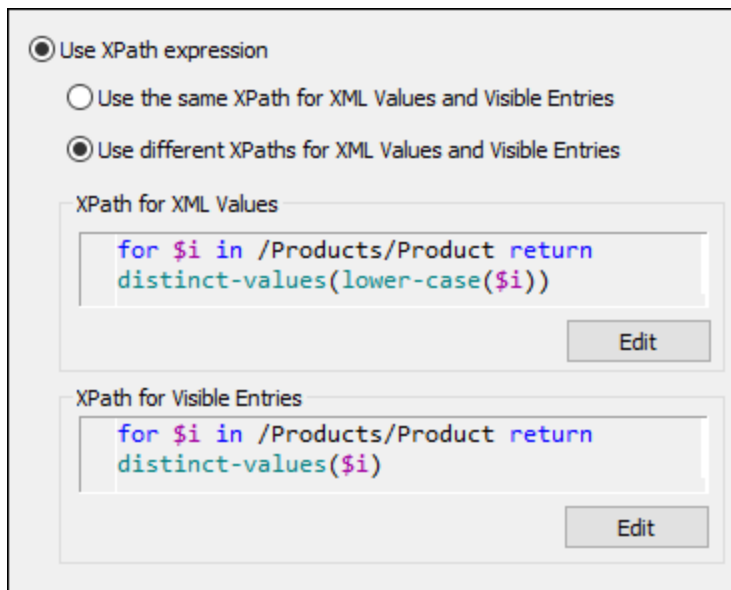 Use XPath expression
Use the same XPath for XML Values and Visible Entries
Use different XPaths for XML Values and Visible Entries
XPath for XML Values
for $i in /Products/Product return
distinct-values(lower-case($i))
Edit
XPath for Visible Entries
for $i in /Products/Product return
distinct-values($i)
Edit